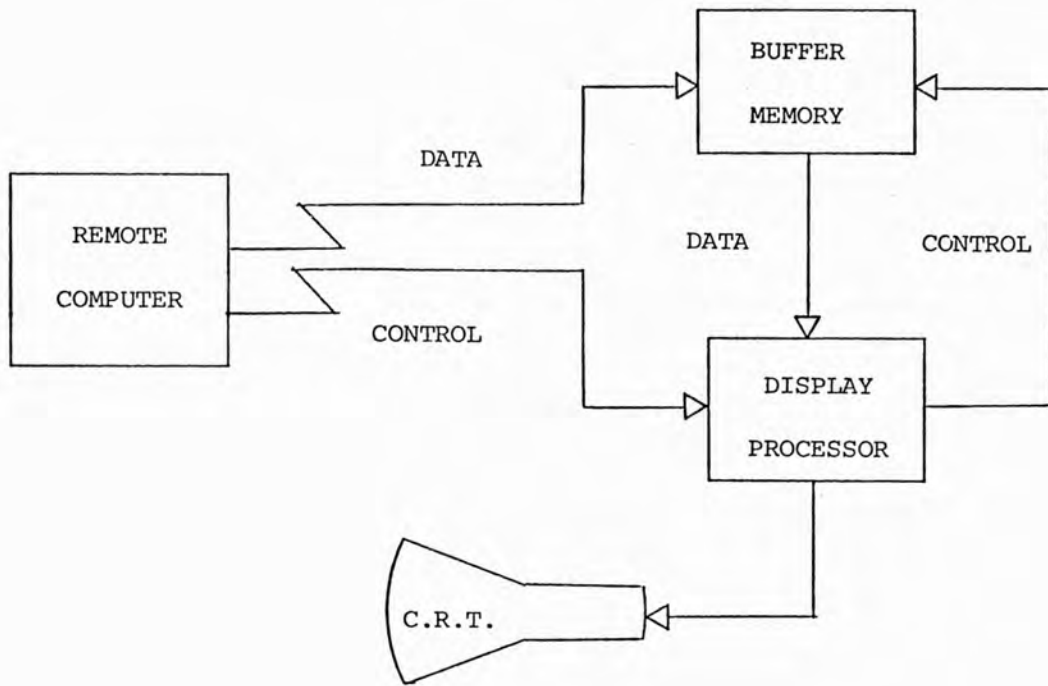 BUFFER
MEMORY
DATA
REMOTE
COMPUTER
DATA
CONTROL
CONTROL
DISPLAY
PROCESSOR
C.R.T.